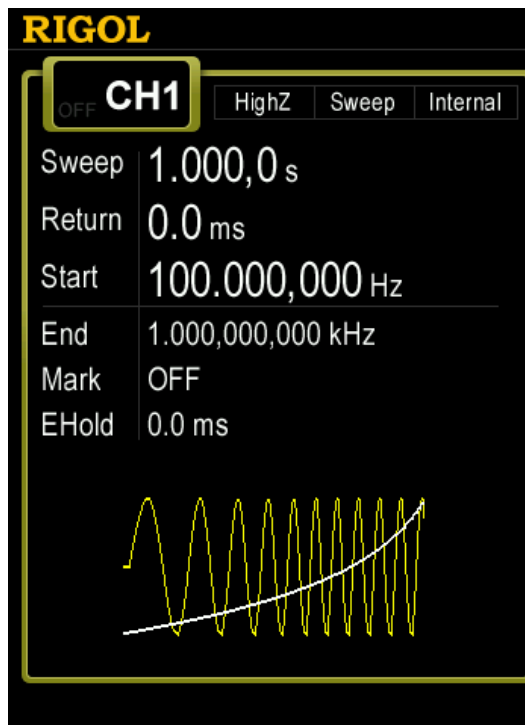 RIGOL
OFF CH1 HighZ Sweep Internal
Sweep 1.000,0 s
Return 0.0 ms
Start 100.000,000 Hz
End 1.000,000,000 kHz
Mark OFF
EHold 0.0 ms